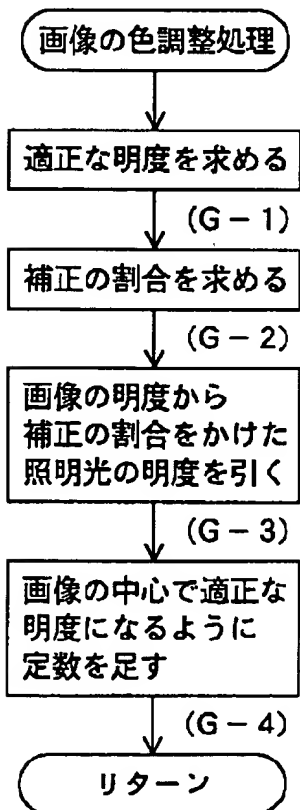 画像の色調整処理
適正な明度を求める
(G-1)
補正の割合を求める
(G-2)
画像の明度から
補正の割合をかけた
照明光の明度を引く
(G-3)
画像の中心で適正な
明度になるように
定数を足す
(G-4)
リターン